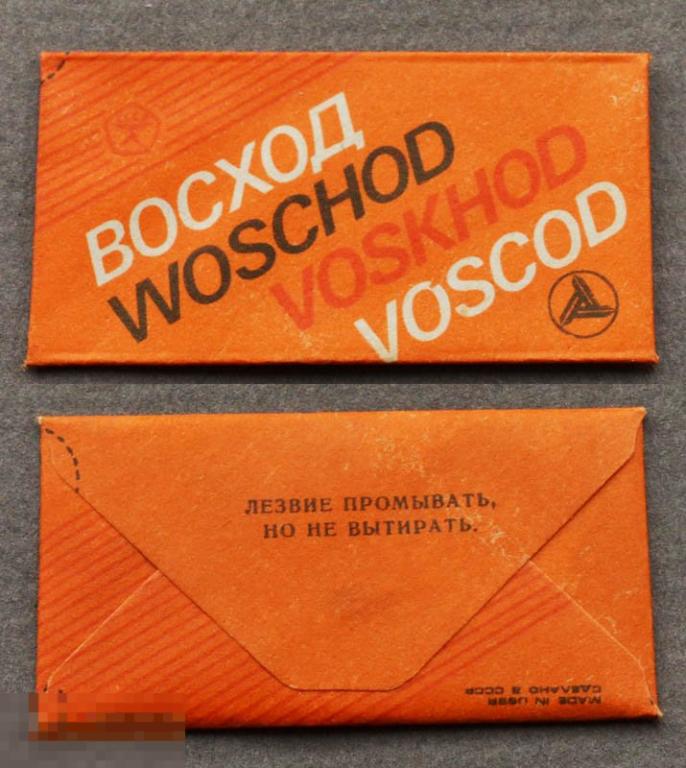 ВОСХОД
WOSCHOD
VOSKHOD
VOSCOD
ЛЕЗВИЕ ПРОМЫВАТЬ,
НО НЕ ВЫТИРАТЬ.
MADE IN USSR
СДЕЛАНО В СССР